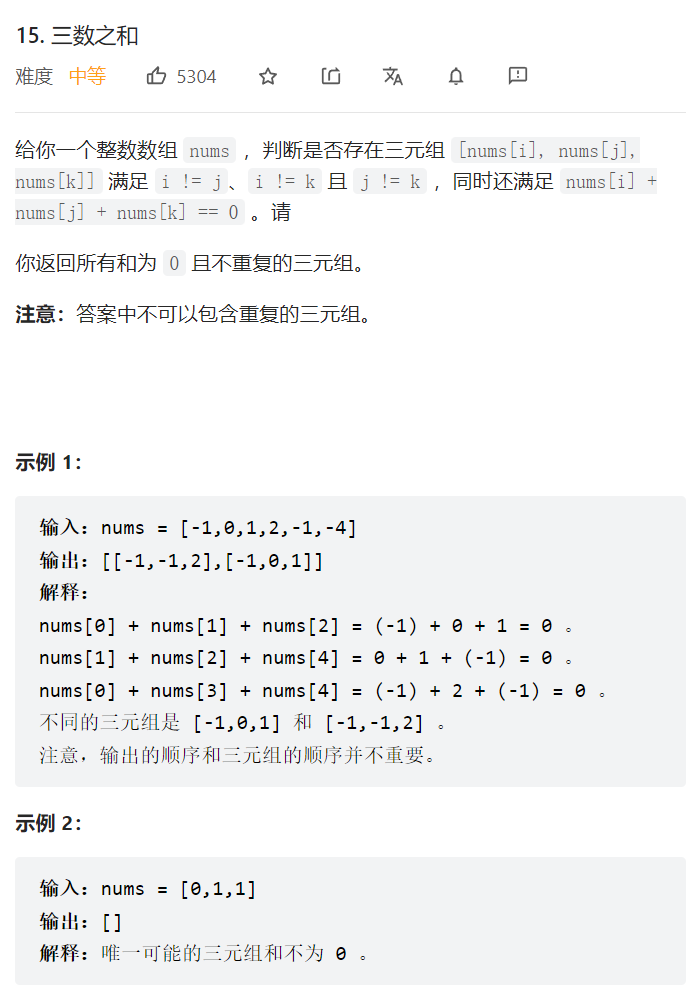 15. 三数之和
难度 中等 5304
给你一个整数数组 nums ，判断是否存在三元组 [nums[i], nums[j],
nums[k]] 满足 i != j、i != k 且 j != k ，同时还满足 nums[i] +
nums[j] + nums[k] == 0 。请
你返回所有和为 0 且不重复的三元组。
注意：答案中不可以包含重复的三元组。
示例 1：
输入：nums = [-1,0,1,2,-1,-4]
输出：[[-1,-1,2],[-1,0,1]]
解释：
nums[0] + nums[1] + nums[2] = (-1) + 0 + 1 = 0 。
nums[1] + nums[2] + nums[4] = 0 + 1 + (-1) = 0 。
nums[0] + nums[3] + nums[4] = (-1) + 2 + (-1) = 0 。
不同的三元组是 [-1,0,1] 和 [-1,-1,2] 。
注意，输出的顺序和三元组的顺序并不重要。
示例 2：
输入：nums = [0,1,1]
输出：[]
解释：唯一可能的三元组和不为 0 。